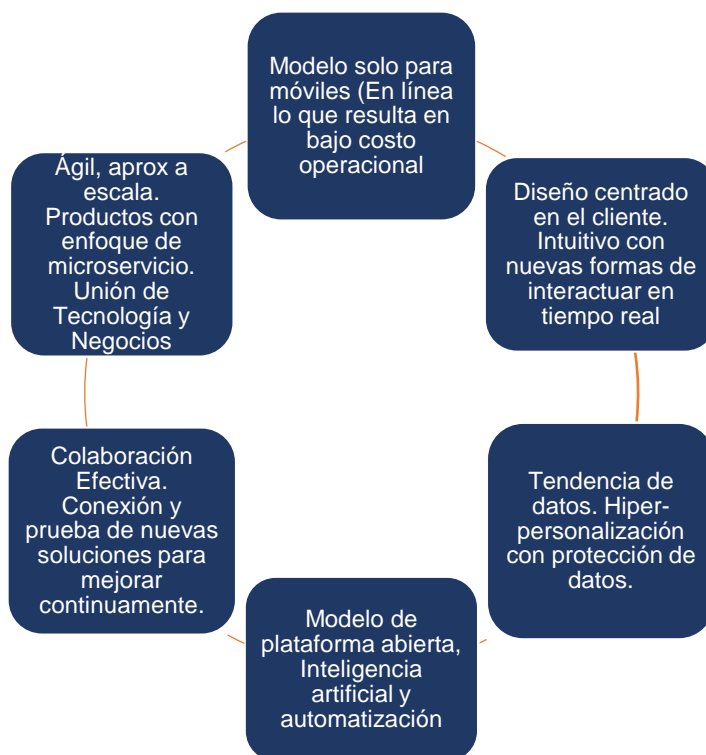 Modelo solo para
móviles (En línea
lo que resulta en
bajo costo
operacional
Diseño centrado
en el cliente.
Intuitivo con
nuevas formas de
interactuar en
tiempo real
Tendencia de
datos. Hiper-
personalización
con protección de
datos.
Modelo de
plataforma abierta,
Inteligencia
artificial y
automatización
Colaboración
Efectiva.
Conexión y
prueba de nuevas
soluciones para
mejorar
continuamente.
Ágil, aprox a
escala.
Productos con
enfoque de
microservicio.
Unión de
Tecnología y
Negocios